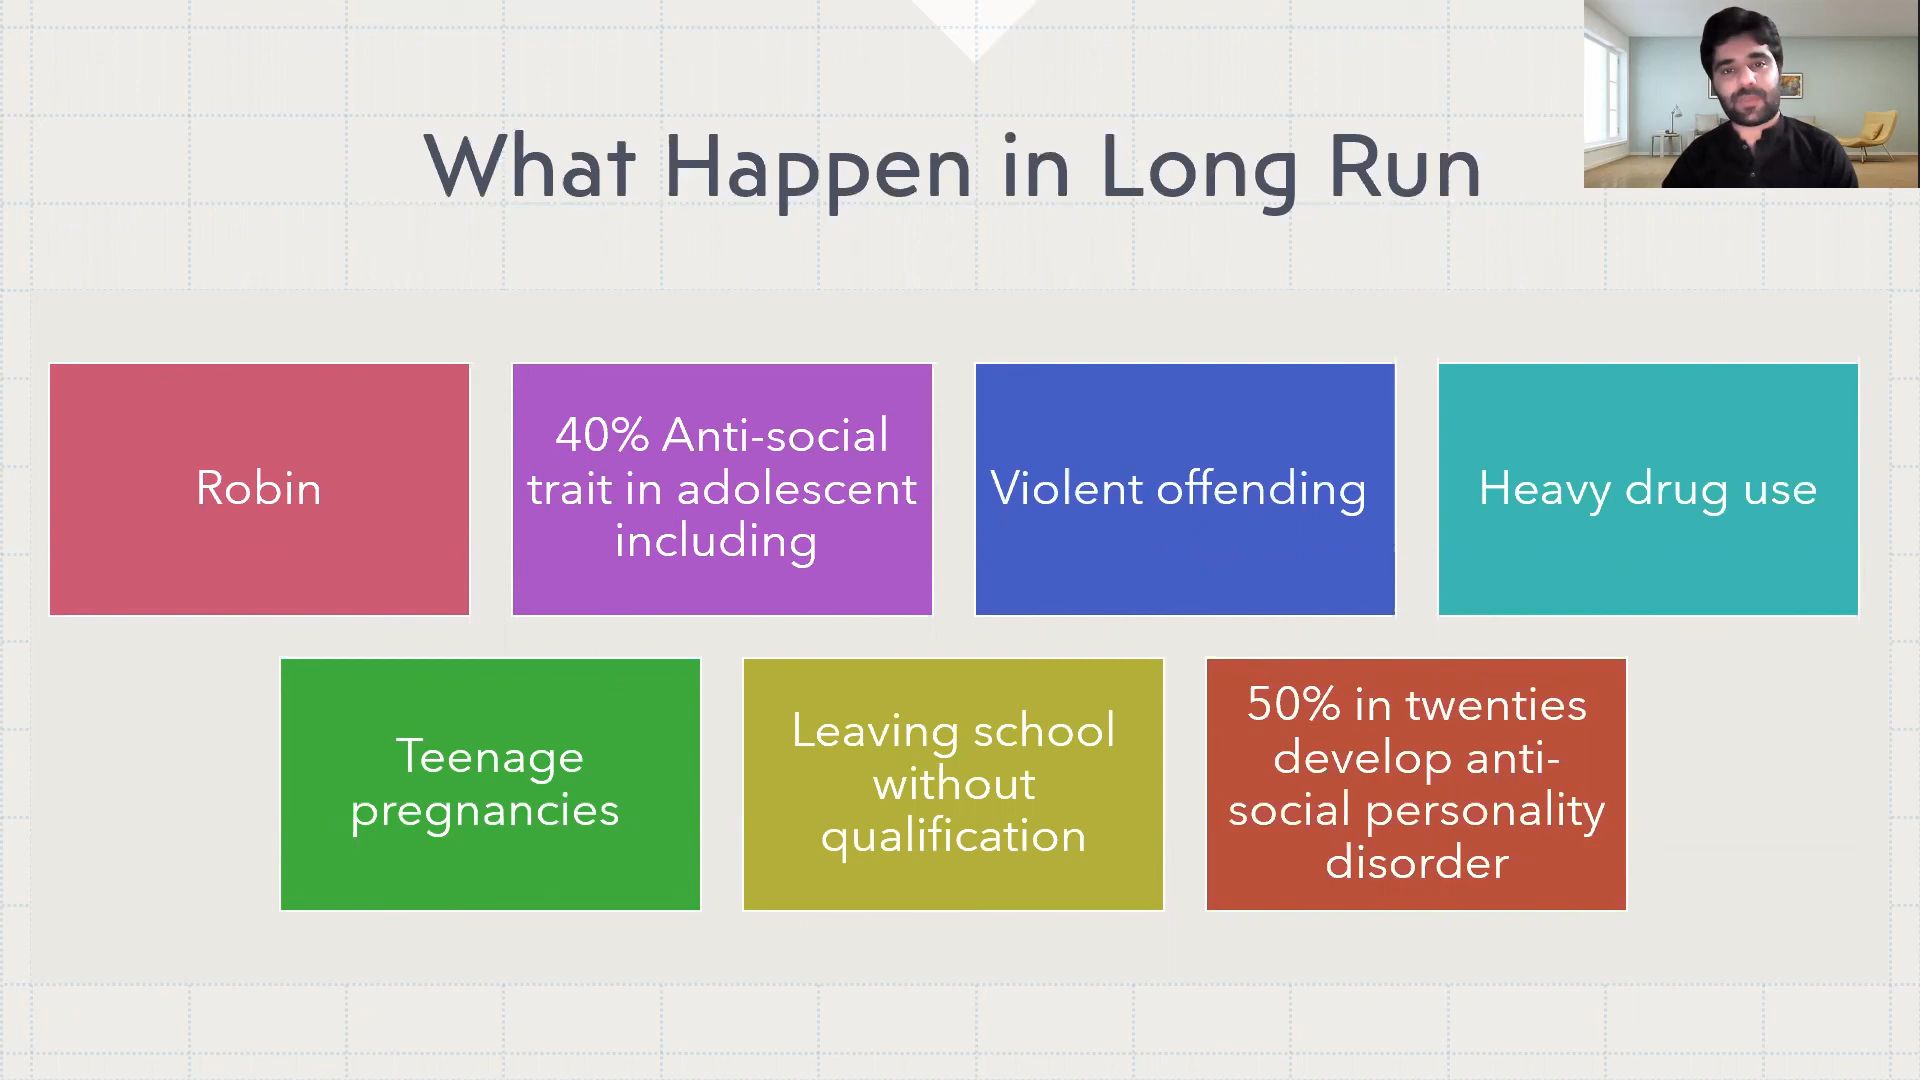 What Happen in Long Run
Robin
40% Anti-social
trait in adolescent
including
Violent offending
Heavy drug use
Teenage
pregnancies
Leaving school
without
qualification
50% in twenties
develop anti-
social personality
disorder